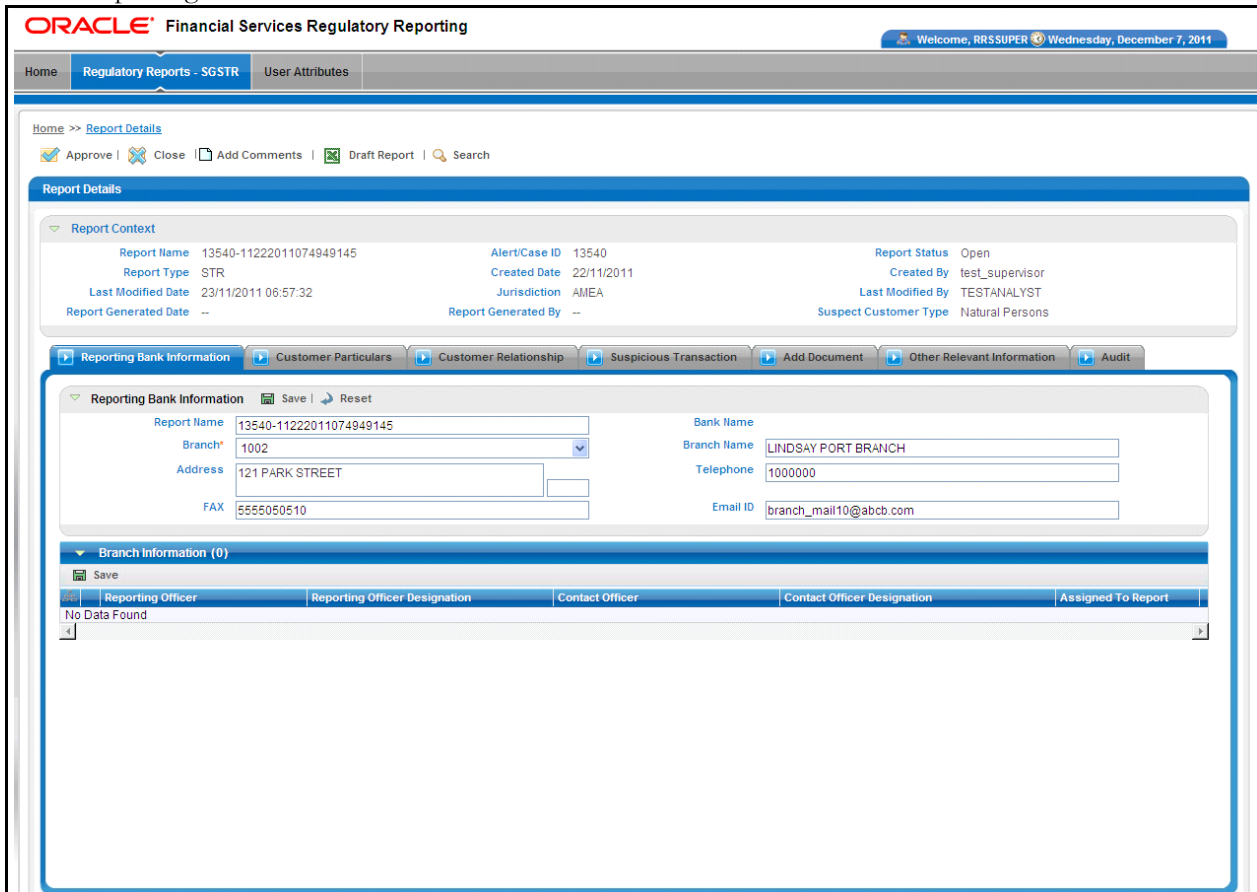 ORACLE® Financial Services Regulatory Reporting
Welcome, RRSSUPER Wednesday, December 7, 2011
Home Regulatory Reports - SGSTR User Attributes
Home >> Report Details
Approve | Close | Add Comments | Draft Report | Search
Report Details
Report Context
Report Name 13540-11222011074949145 Alert/Case ID 13540 Report Status Open
Report Type STR Created Date 22/11/2011 Created By test_supervisor
Last Modified Date 23/11/2011 06:57:32 Jurisdiction AMEA Last Modified By TESTANALYST
Report Generated Date -- Report Generated By -- Suspect Customer Type Natural Persons
Reporting Bank Information Customer Particulars Customer Relationship Suspicious Transaction Add Document Other Relevant Information Audit
Reporting Bank Information Save | Reset
Report Name 13540-11222011074949145 Bank Name
Branch* 1002 Branch Name LINDSAY PORT BRANCH
Address 121 PARK STREET Telephone 1000000
FAX 5555050510 Email ID branch_mail10@abcb.com
Branch Information (0)
Save
Reporting Officer Reporting Officer Designation Contact Officer Contact Officer Designation Assigned To Report
No Data Found